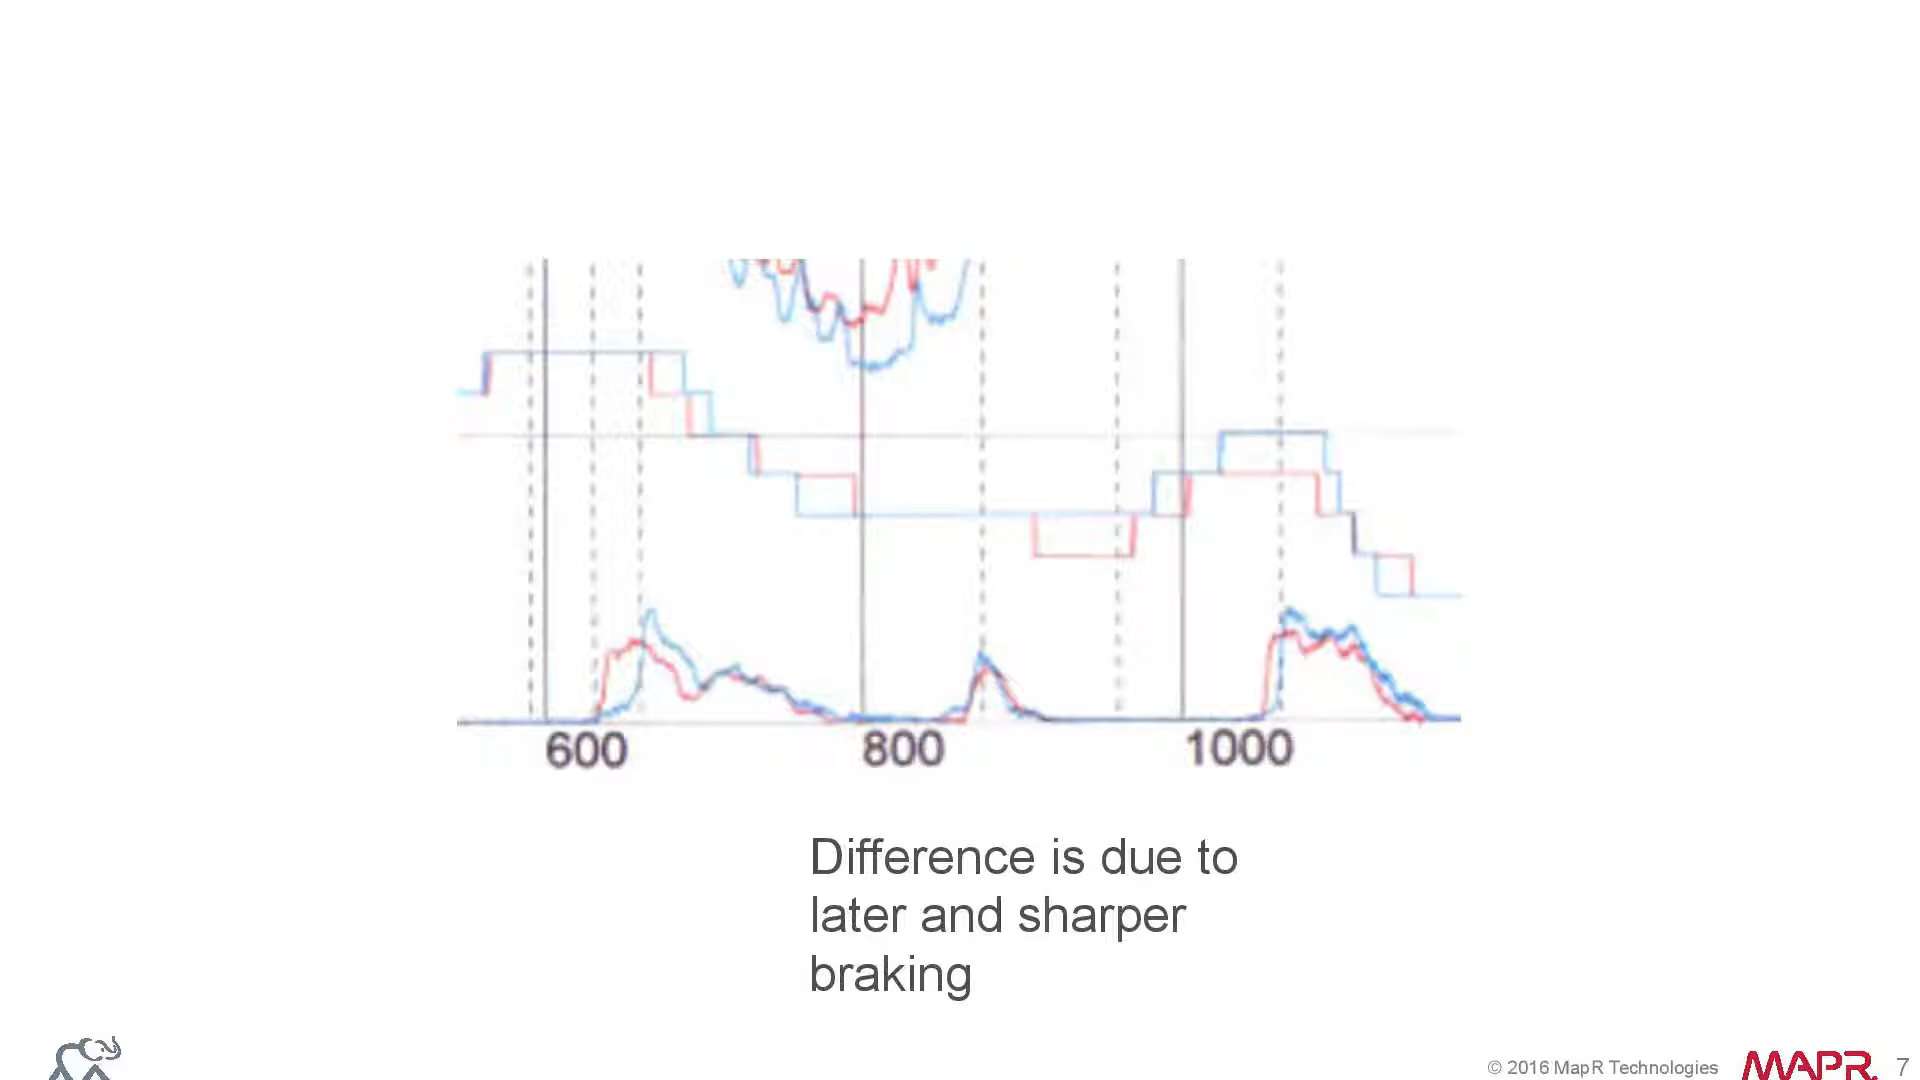 600 800 1000
Difference is due to
later and sharper
braking
© 2016 MapR Technologies MAPR 7